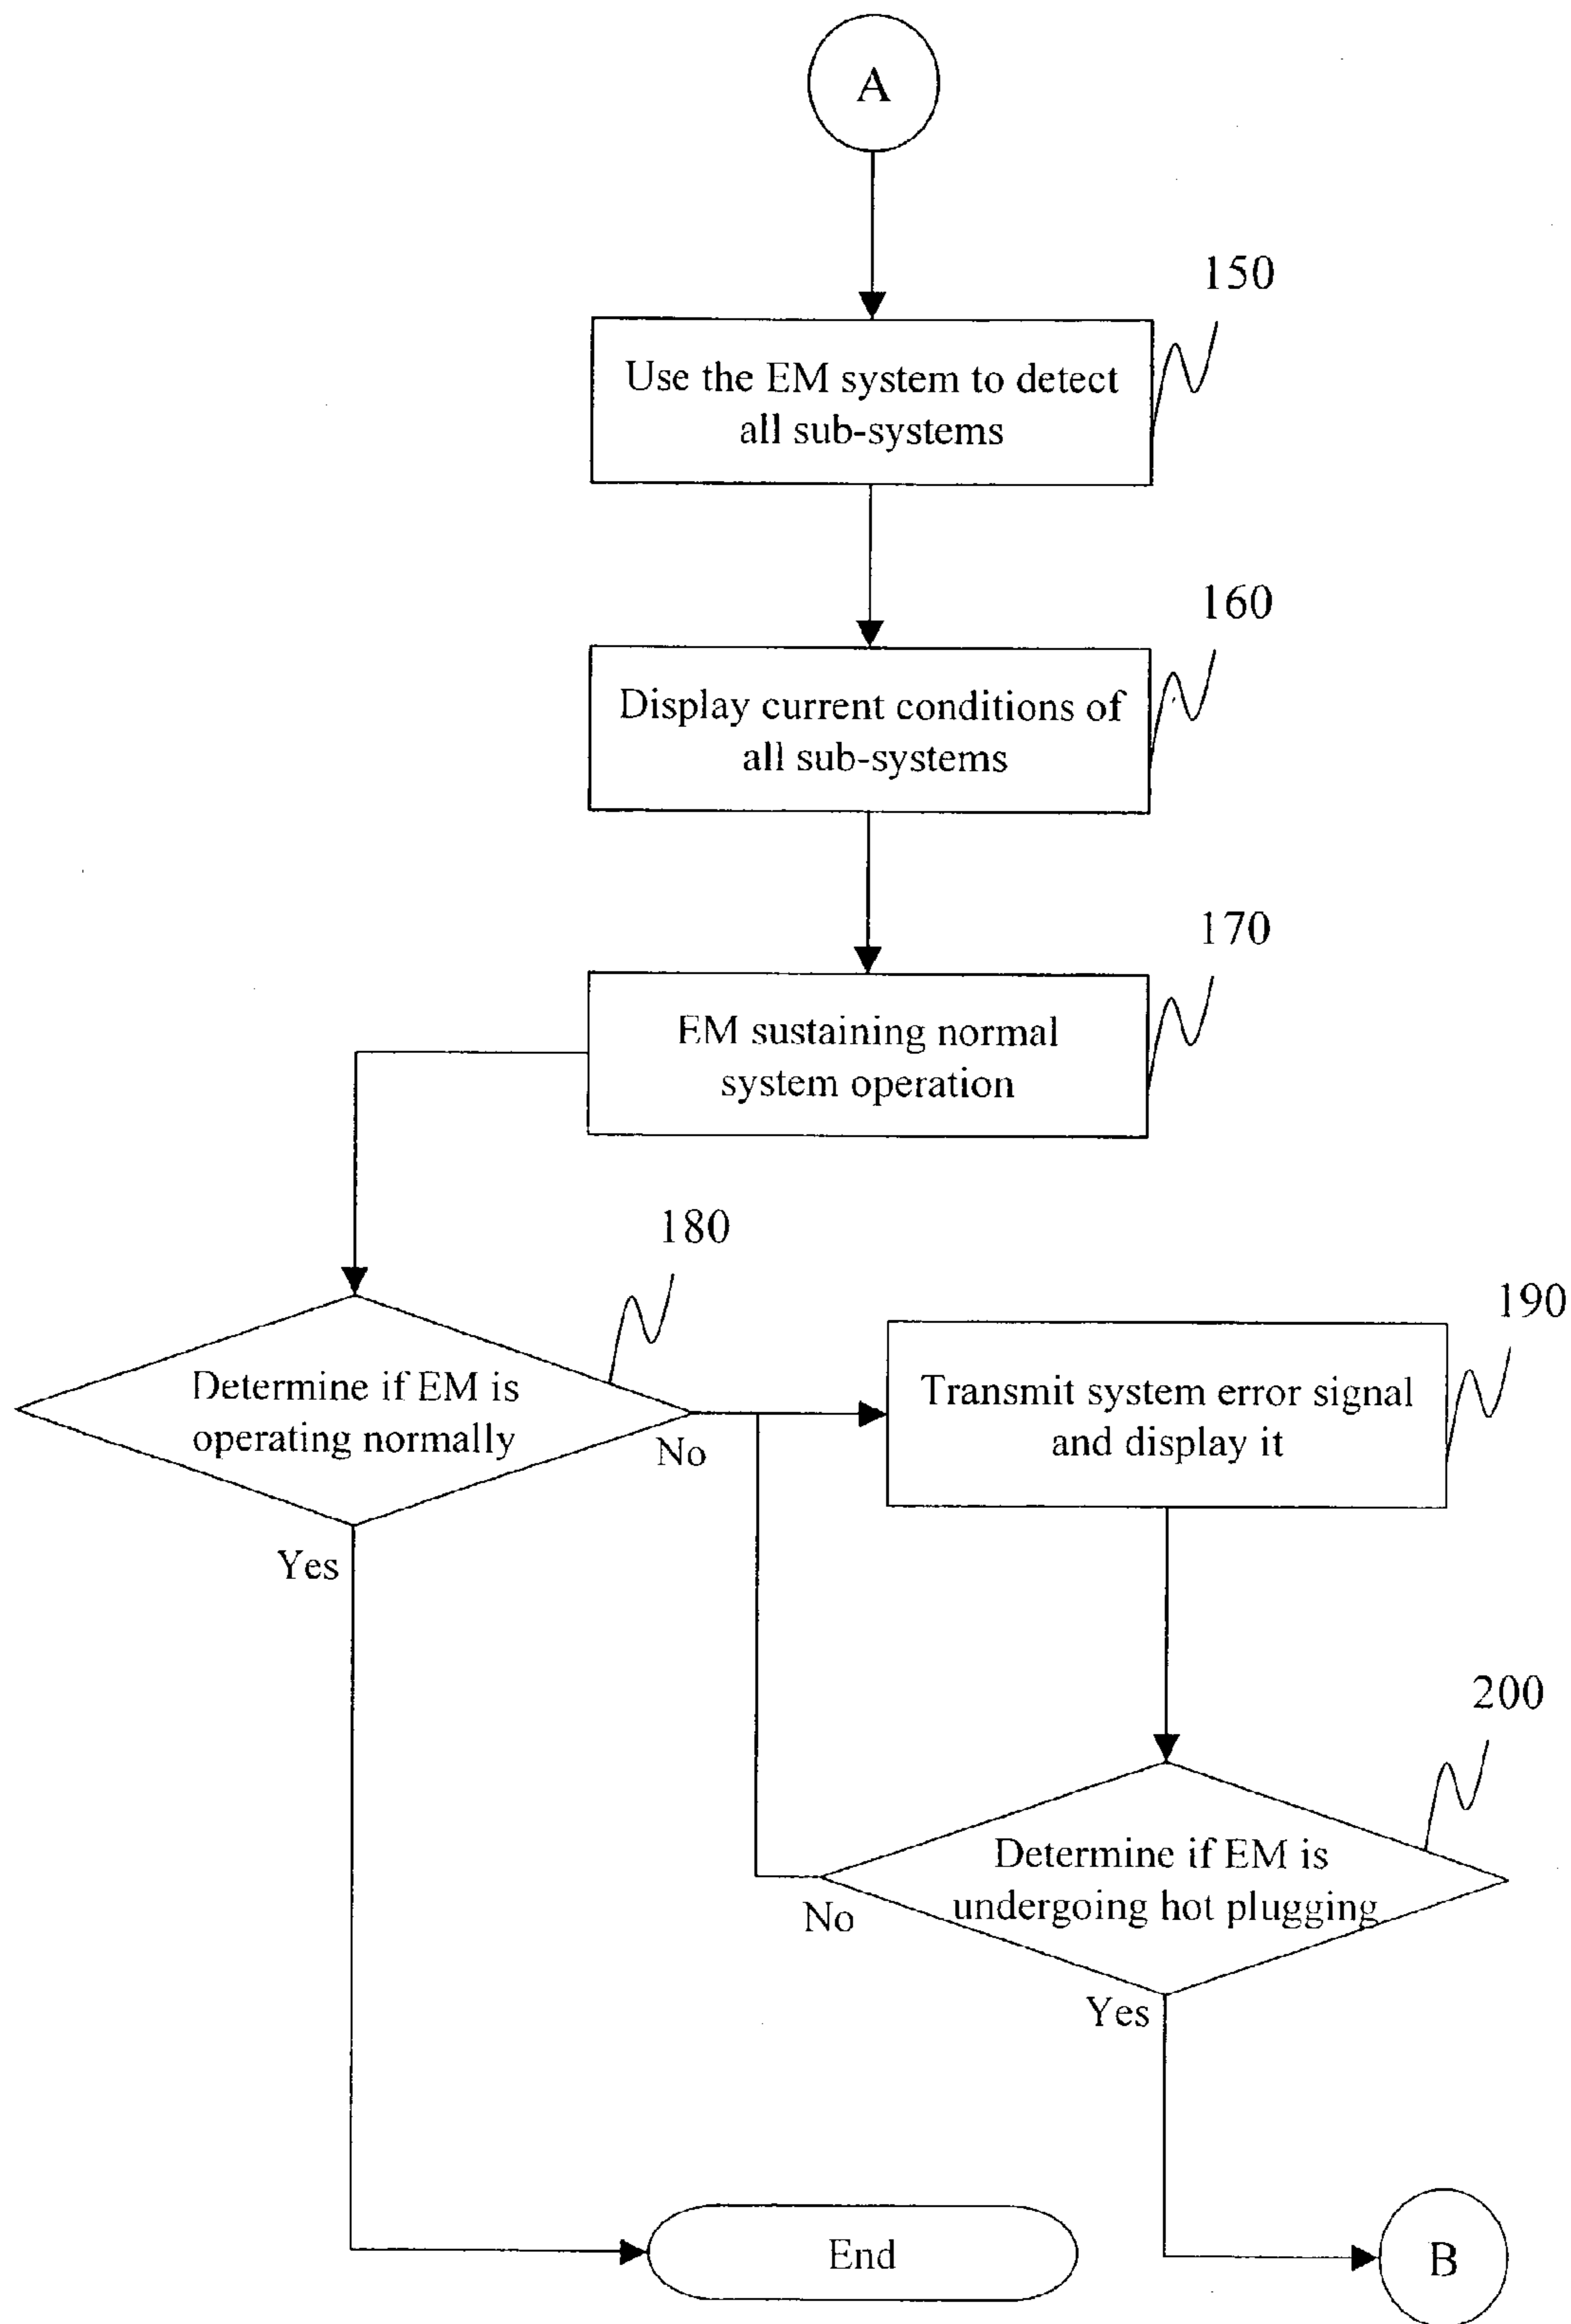 A
150
Use the EM system to detect
all sub-systems
160
Display current conditions of
all sub-systems
170
EM sustaining normal
system operation
180
Determine if EM is
operating normally
No
Yes
190
Transmit system error signal
and display it
200
Determine if EM is
undergoing hot plugging
No
Yes
End
B